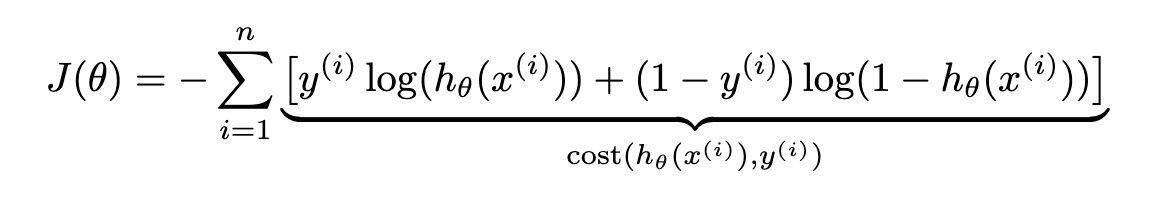 J(θ) = − ∑_{i=1}^{n} [y^{(i)} log(h_θ(x^{(i)})) + (1 − y^{(i)}) log(1 − h_θ(x^{(i)}))]
cost(h_θ(x^{(i)}),y^{(i)})